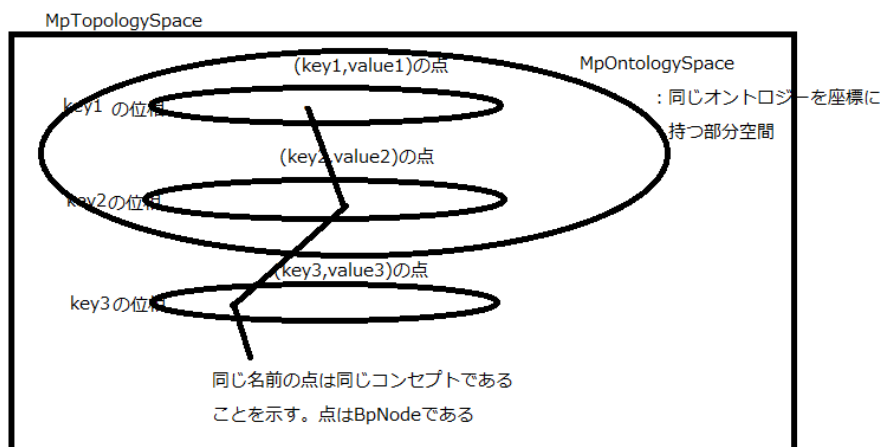 MpTopologySpace
(key1,value1)の点
MpOntologySpace
key1 の位相
：同じオントロジーを座標に
持つ部分空間
(key2,value2)の点
key2の位相
(key3,value3)の点
key3の位相
同じ名前の点は同じコンセプトである
ことを示す。点はBpNodeである